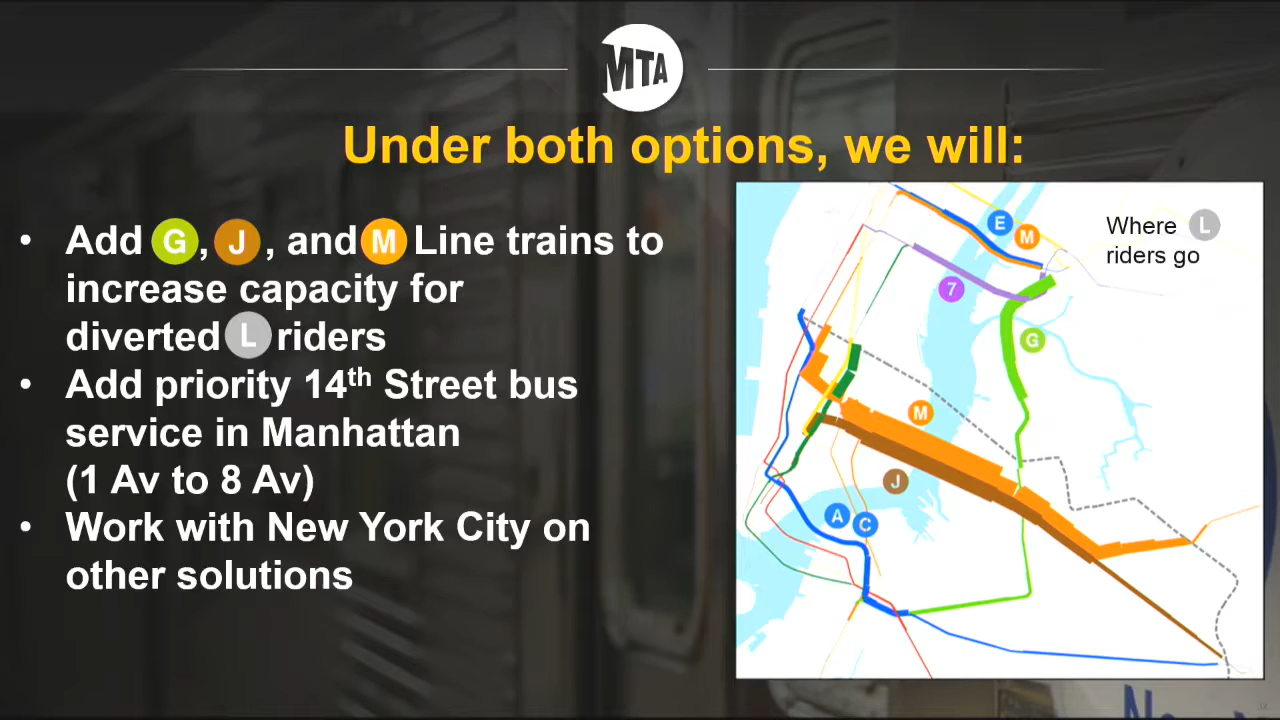 MTA
Under both options, we will:
• Add G, J, and M Line trains to
increase capacity for
diverted L riders
• Add priority 14th Street bus
service in Manhattan
(1 Av to 8 Av)
• Work with New York City on
other solutions
Where L
riders go
E
M
7
G
M
J
A
C